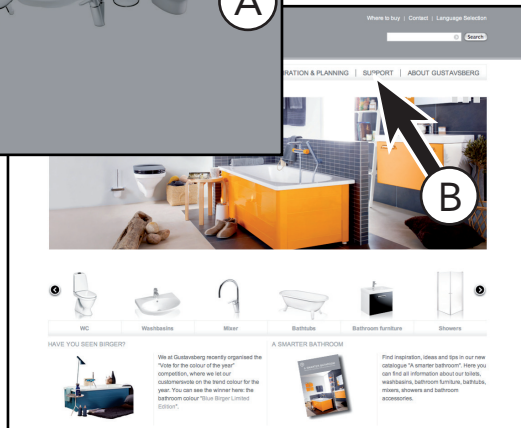 A
Where to buy | Contact | Language Selection
Search
RATION & PLANNING | SUPPORT | ABOUT GUSTAVSBERG
B
WC
Washbasins
Mixer
Bathtubs
Bathroom furniture
Showers
HAVE YOU SEEN BIRGER?
We at Gustavsberg recently organised the
"Vote for the colour of the year"
competition, where we let our
customersvote on the trend colour for the
year. You can see the winner here: the
bathroom colour "Blue Birger Limited
Edition".
A SMARTER BATHROOM
Find inspiration, ideas and tips in our new
catalogue "A smarter bathroom". Here you
can find all information about our toilets,
washbasins, bathroom furniture, bathtubs,
mixers, showers and bathroom
accessories.